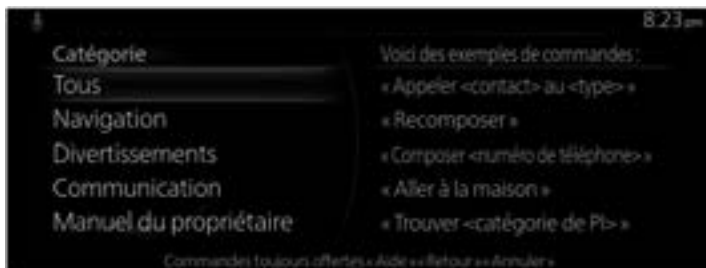 8:23 pm
Catégorie
Tous
Navigation
Divertissements
Communication
Manuel du propriétaire
Voici des exemples de commandes :
« Appeler <contact> au <type> »
« Recomposer »
« Composer <numéro de téléphone> »
« Aller à la maison »
« Trouver <catégorie de PI> »
Commandes toujours offertes « Aide » « Retour » « Annuler »